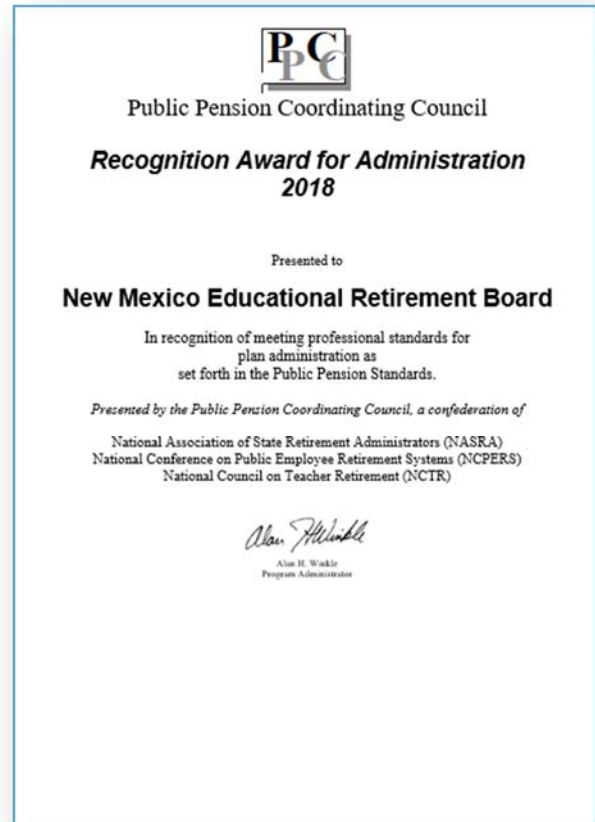 PPCC
Public Pension Coordinating Council
Recognition Award for Administration
2018
Presented to
New Mexico Educational Retirement Board
In recognition of meeting professional standards for
plan administration as
set forth in the Public Pension Standards.
Presented by the Public Pension Coordinating Council, a confederation of
National Association of State Retirement Administrators (NASRA)
National Conference on Public Employee Retirement Systems (NCPERS)
National Council on Teacher Retirement (NCTR)
Alan H Winkle
Alan H. Winkle
Program Administrator